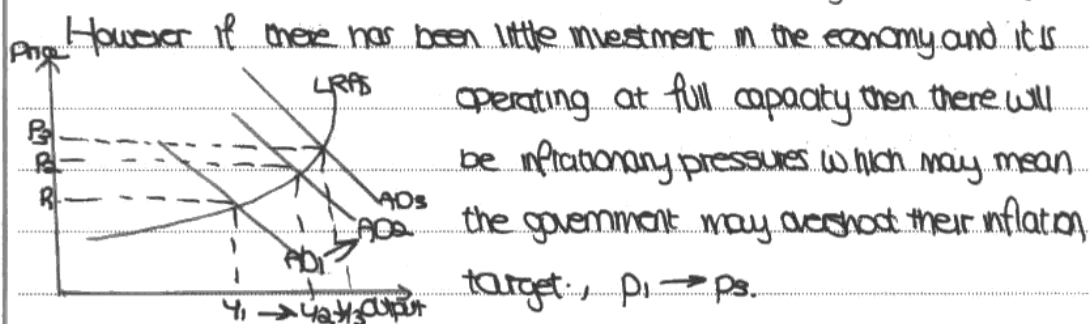 However if there has been little investment in the economy and it is
operating at full capacity then there will
be inflationary pressures which may mean
the government may overshoot their inflation
target., P1 → P3.
Price
LRAS
P3
P2
P1
AD3
AD2
AD1
Y1 → Y2 → Y3 Output